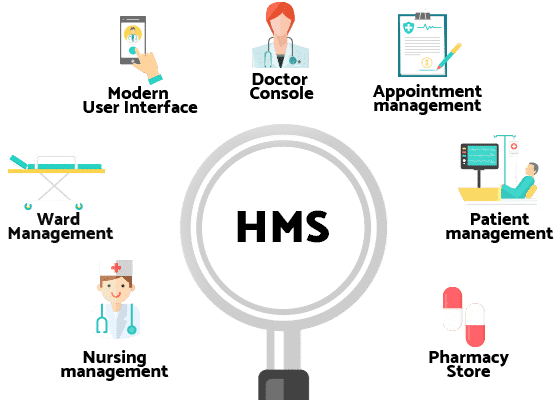 Modern
User Interface
Doctor
Console
Appointment
management
Ward
Management
HMS
Patient
management
Nursing
management
Pharmacy
Store